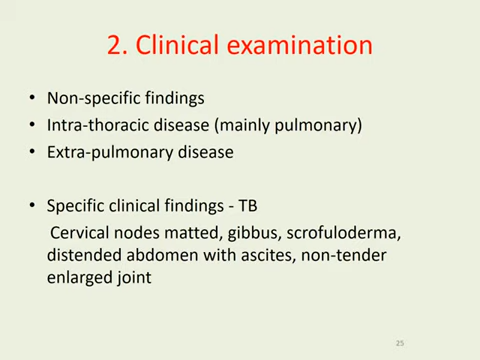 2. Clinical examination
• Non-specific findings
• Intra-thoracic disease (mainly pulmonary)
• Extra-pulmonary disease
• Specific clinical findings - TB
Cervical nodes matted, gibbus, scrofuloderma,
distended abdomen with ascites, non-tender
enlarged joint
25